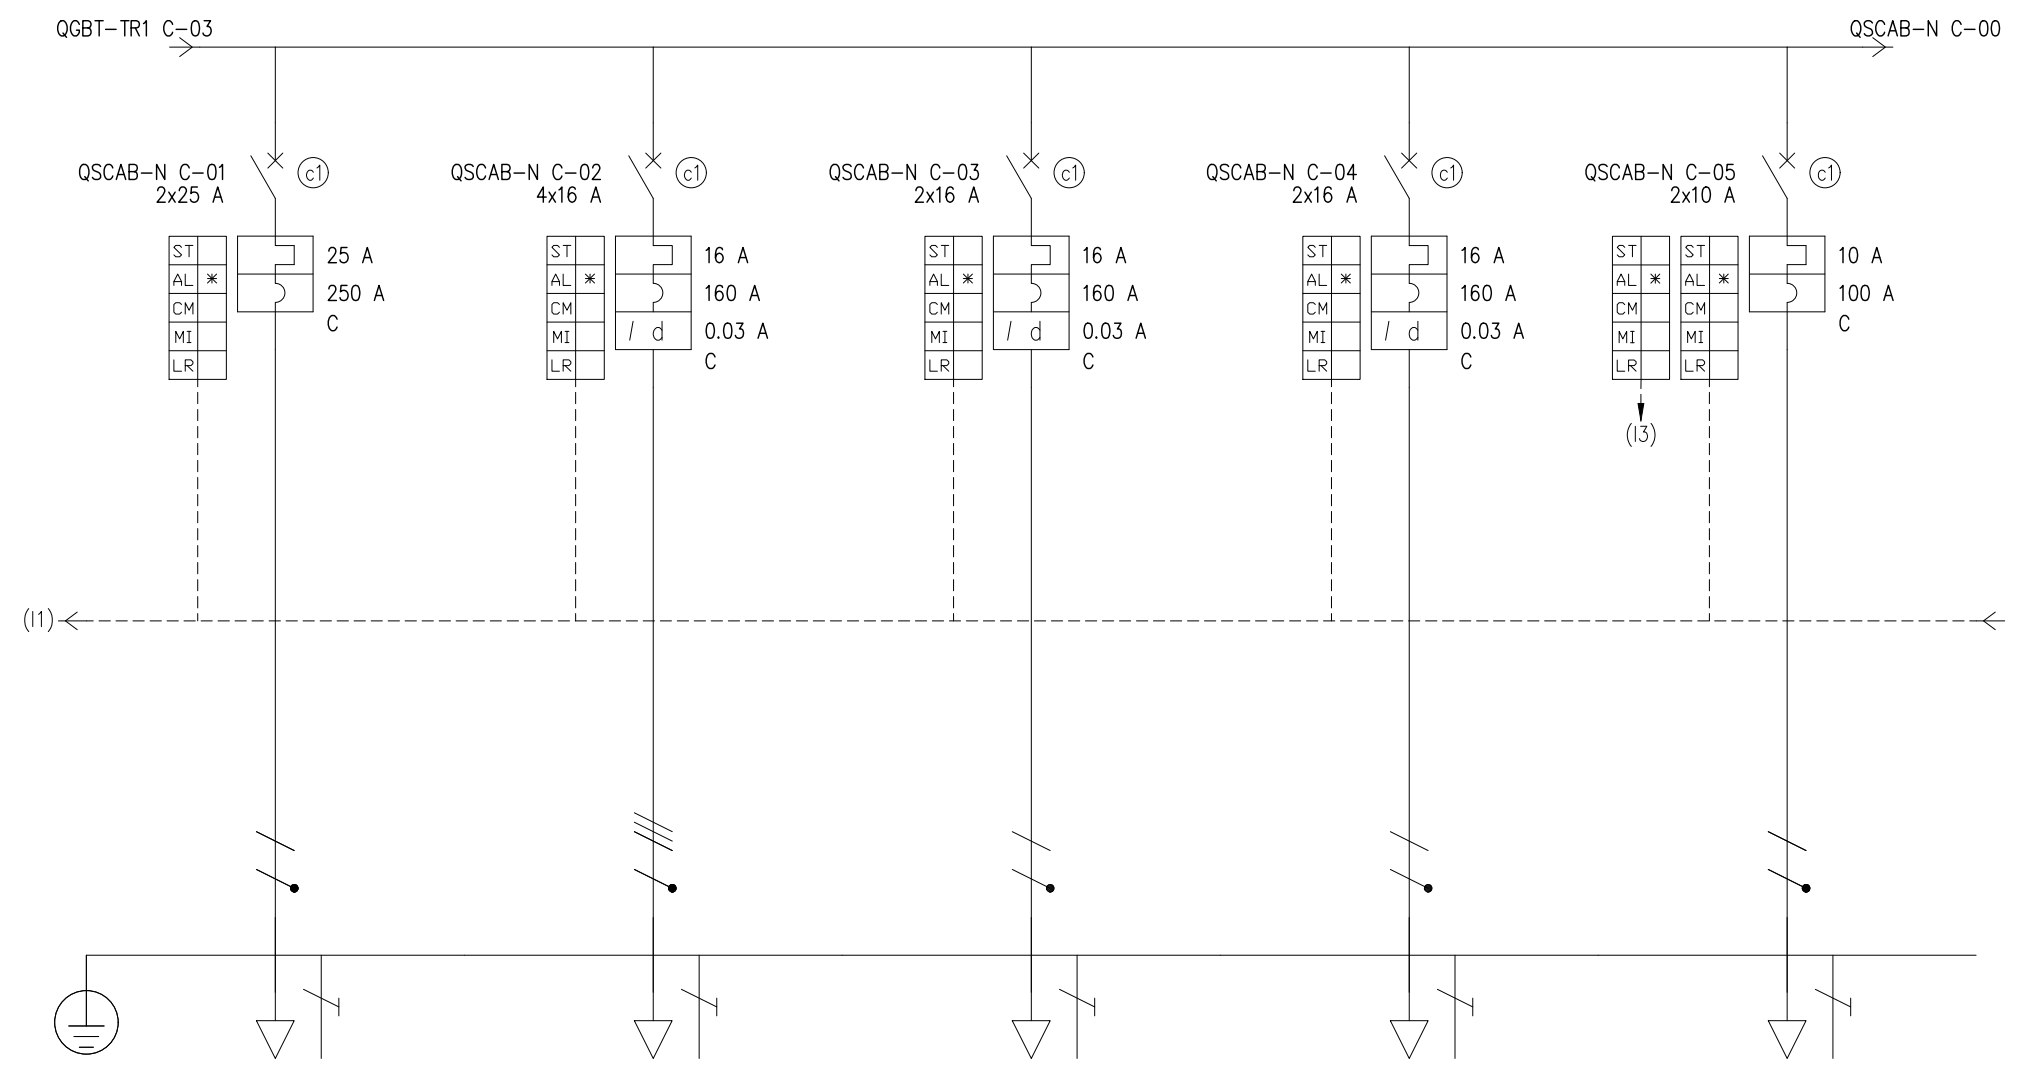 QGBT-TR1 C-03
QSCAB-N C-00
QSCAB-N C-01
2x25 A
c1
ST
AL *
CM
MI
LR
25 A
250 A
C
QSCAB-N C-02
4x16 A
c1
ST
AL *
CM
MI
LR
16 A
160 A
I d
0.03 A
C
QSCAB-N C-03
2x16 A
c1
ST
AL *
CM
MI
LR
16 A
160 A
I d
0.03 A
C
QSCAB-N C-04
2x16 A
c1
ST
AL *
CM
MI
LR
16 A
160 A
I d
0.03 A
C
QSCAB-N C-05
2x10 A
c1
ST
AL *
CM
MI
LR
(I3)
ST
AL *
CM
MI
LR
10 A
100 A
C
(I1)